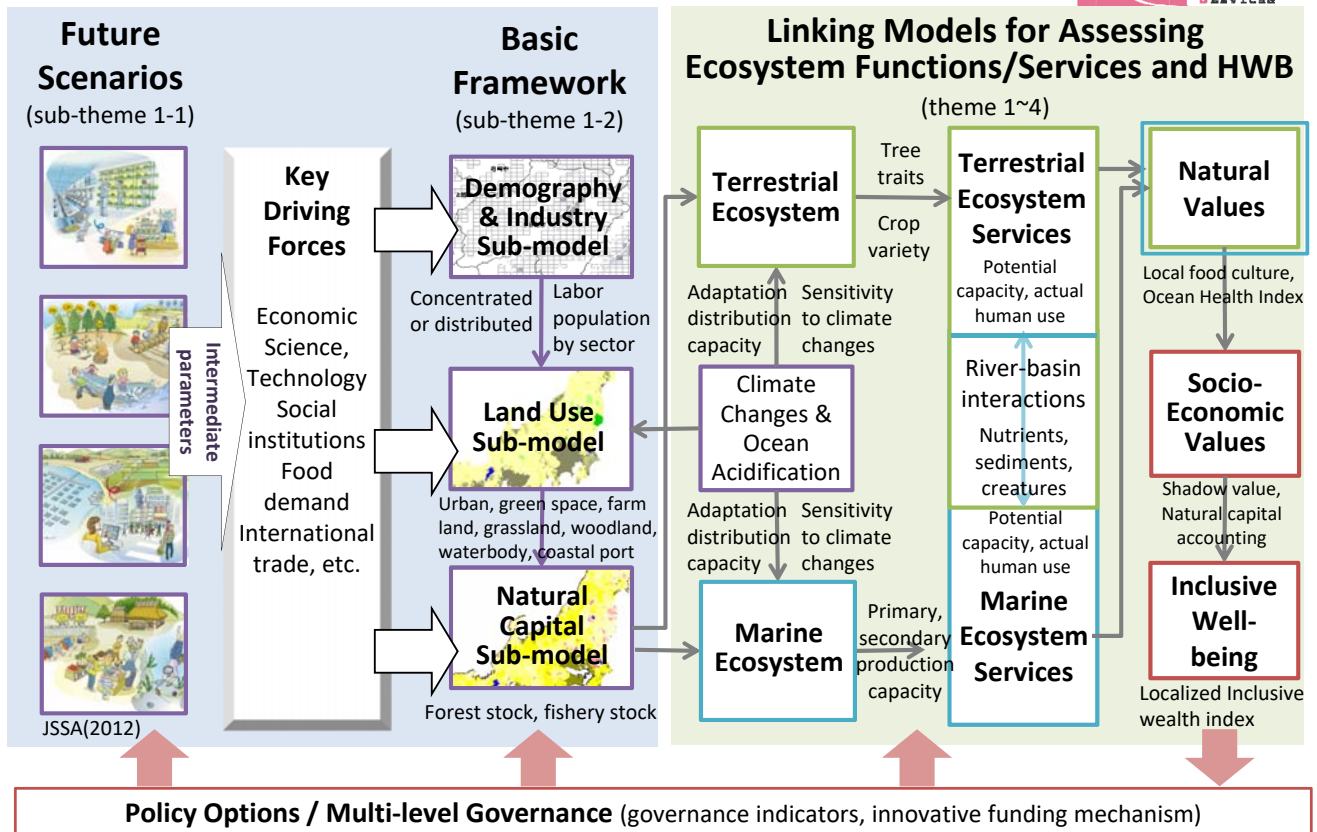 Future
Scenarios
(sub-theme 1-1)
JSSA(2012)
Intermediate
parameters
Key
Driving
Forces
Economic
Science,
Technology
Social
institutions
Food
demand
International
trade, etc.
Basic
Framework
(sub-theme 1-2)
Demography
& Industry
Sub-model
Concentrated
or distributed
Labor
population
by sector
Land Use
Sub-model
Urban, green space, farm
land, grassland, woodland,
waterbody, coastal port
Natural
Capital
Sub-model
Forest stock, fishery stock
Linking Models for Assessing
Ecosystem Functions/Services and HWB
(theme 1~4)
Terrestrial
Ecosystem
Tree
traits
Crop
variety
Adaptation
distribution
capacity
Sensitivity
to climate
changes
Climate
Changes &
Ocean
Acidification
Adaptation
distribution
capacity
Sensitivity
to climate
changes
Marine
Ecosystem
Primary,
secondary
production
capacity
Terrestrial
Ecosystem
Services
Potential
capacity, actual
human use
River-basin
interactions
Nutrients,
sediments,
creatures
Potential
capacity, actual
human use
Marine
Ecosystem
Services
Natural
Values
Local food culture,
Ocean Health Index
Socio-
Economic
Values
Shadow value,
Natural capital
accounting
Inclusive
Well-
being
Localized Inclusive
wealth index
Policy Options / Multi-level Governance (governance indicators, innovative funding mechanism)